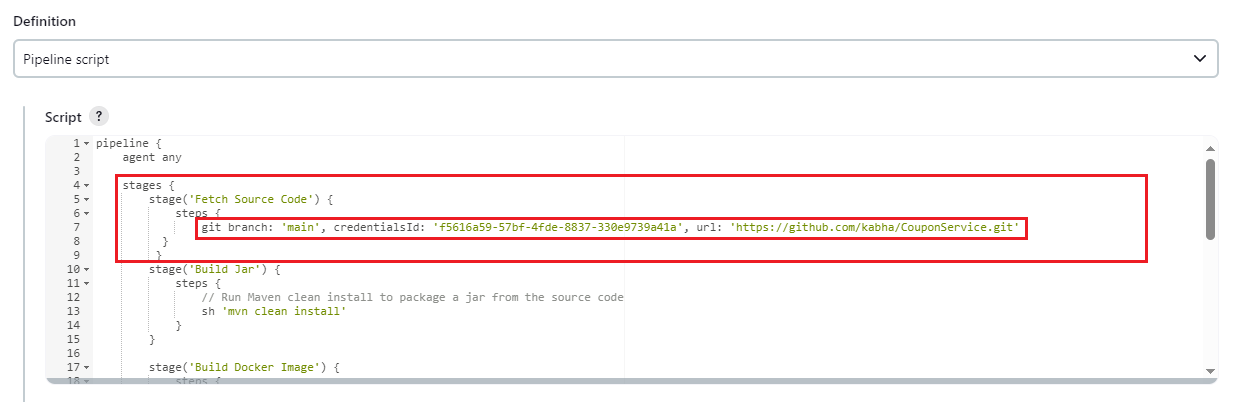 Definition
Pipeline script
Script ?
1 pipeline {
2 agent any
3
4 stages {
5 stage('Fetch Source Code') {
6 steps {
7 git branch: 'main', credentialsId: 'f5616a59-57bf-4fde-8837-330e9739a41a', url: 'https://github.com/kabha/CouponService.git'
8 }
9 }
10 stage('Build Jar') {
11 steps {
12 // Run Maven clean install to package a jar from the source code
13 sh 'mvn clean install'
14 }
15 }
16
17 stage('Build Docker Image') {
18 steps {